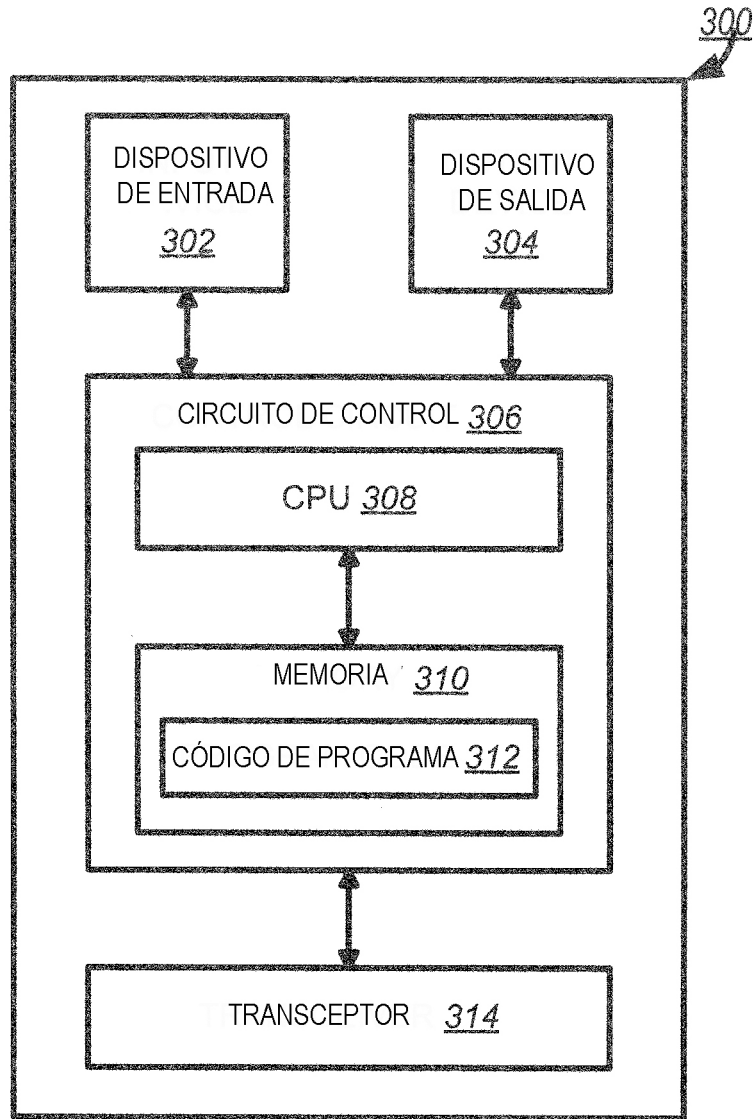 300
DISPOSITIVO
DE ENTRADA
302
DISPOSITIVO
DE SALIDA
304
CIRCUITO DE CONTROL 306
CPU 308
MEMORIA 310
CÓDIGO DE PROGRAMA 312
TRANSCEPTOR 314